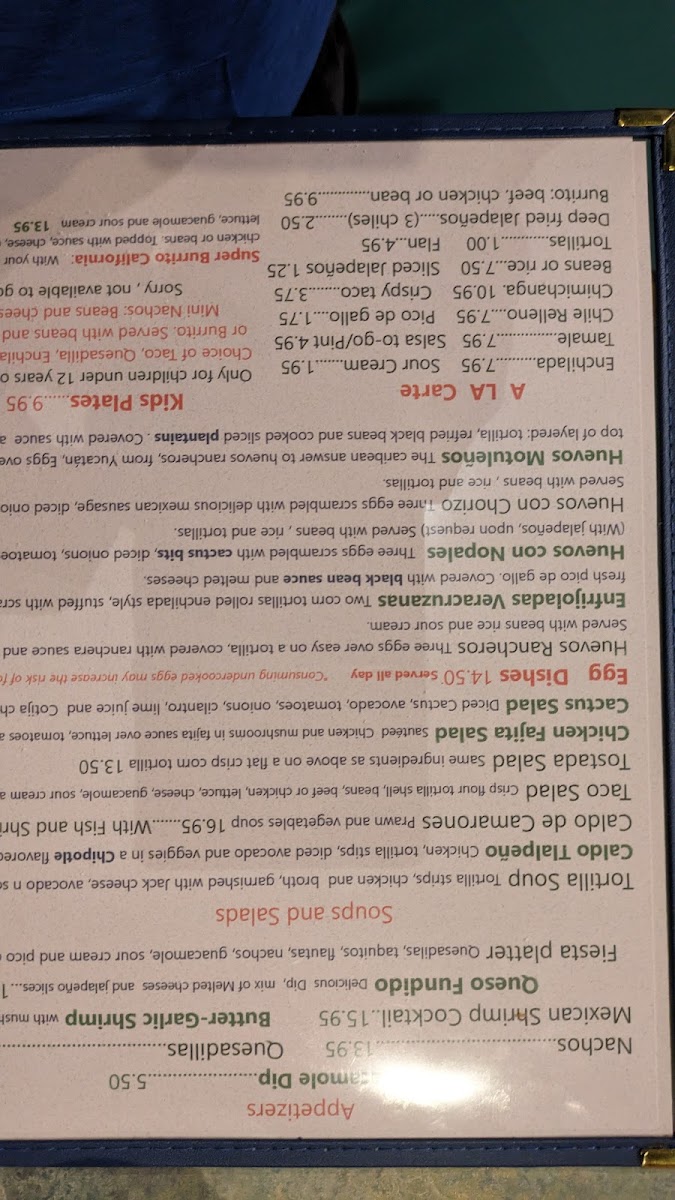 Appetizers
Dip......................5.50
Nachos...................................13.95 Quesadillas.................................
Mexican Shrimp Cocktail..15.95 Butter-Garlic Shrimp with
Queso Fundido Delicious Dip, mix of Melted cheeses and jalapeño slices...
Fiesta platter Quesadilas, taquitos, flautas, nachos, guacamole, sour cream and pico
Soups and Salads
Tortilla Soup Tortilla strips, chicken and broth, garnished with Jack cheese, avocado n
Caldo Tlalpeño Chicken, tortilla stips, diced avocado and veggies in a Chipotle
Caldo de Camarones Prawn and vegetables soup 16.95.......With Fish and
Taco Salad Crisp flour tortilla shell, beans, beef or chicken, lettuce, cheese, guacamole, sour cream
Tostada Salad Same ingredients as above on a flat crisp corn tortilla 13.50
Chicken Fajita Salad Sautéed Chicken and mushrooms in fajita sauce over lettuce, tomatoes
Cactus Salad Diced Cactus, avocado, tomatoes, onions, cilantro, lime juice and Cotija
Egg Dishes 14.50 Served all day *Consuming undercooked eggs may increase the risk of
Huevos Rancheros Three eggs over easy on a tortilla, covered with ranchera sauce and
Served with beans rice and sour cream.
Enfrijoladas Veracruzanas Two corn tortillas rolled enchilada style, stuffed with
fresh pico de gallo. Covered with black bean sauce and melted cheeses.
Huevos con Nopales Three eggs scrambled with cactus bits, diced onions,
(With jalapeños, upon request) Served with beans , rice and tortillas.
Huevos con Chorizo Three eggs scrambled with delicious mexican sausage, diced
Served with beans , rice and tortillas.
Huevos Motuleños The caribean answer to huevos rancheros, from Yucatán, Eggs
top of layered: tortilla, refried black beans and cooked sliced plantains . Covered with sauce
A LA Carte
Enchilada..........7.95 Sour Cream.......1.95
Tamale...............7.95 Salsa to-go/Pint 4.95
Chile Relleno....7.95 Pico de gallo....1.75
Chimichanga. 10.95 Crispy taco........3.75
Beans or rice...7.50 Sliced Jalapeños 1.25
Tortillas............1.00 Flan...4.95
Deep fried Jalapeños.....(3 chiles)........2.50
Burrito: beef, chicken or bean.............9.95
Kids Plates......9.95
Only for children under 12 years
Choice of Taco, Quesadilla,
or Burrito. Served with beans and
Mini Nachos: Beans and
Sorry , not available to
Super Burrito California: With your
chicken or beans. Topped with sauce, cheese,
lettuce, guacamole and sour cream 13.95